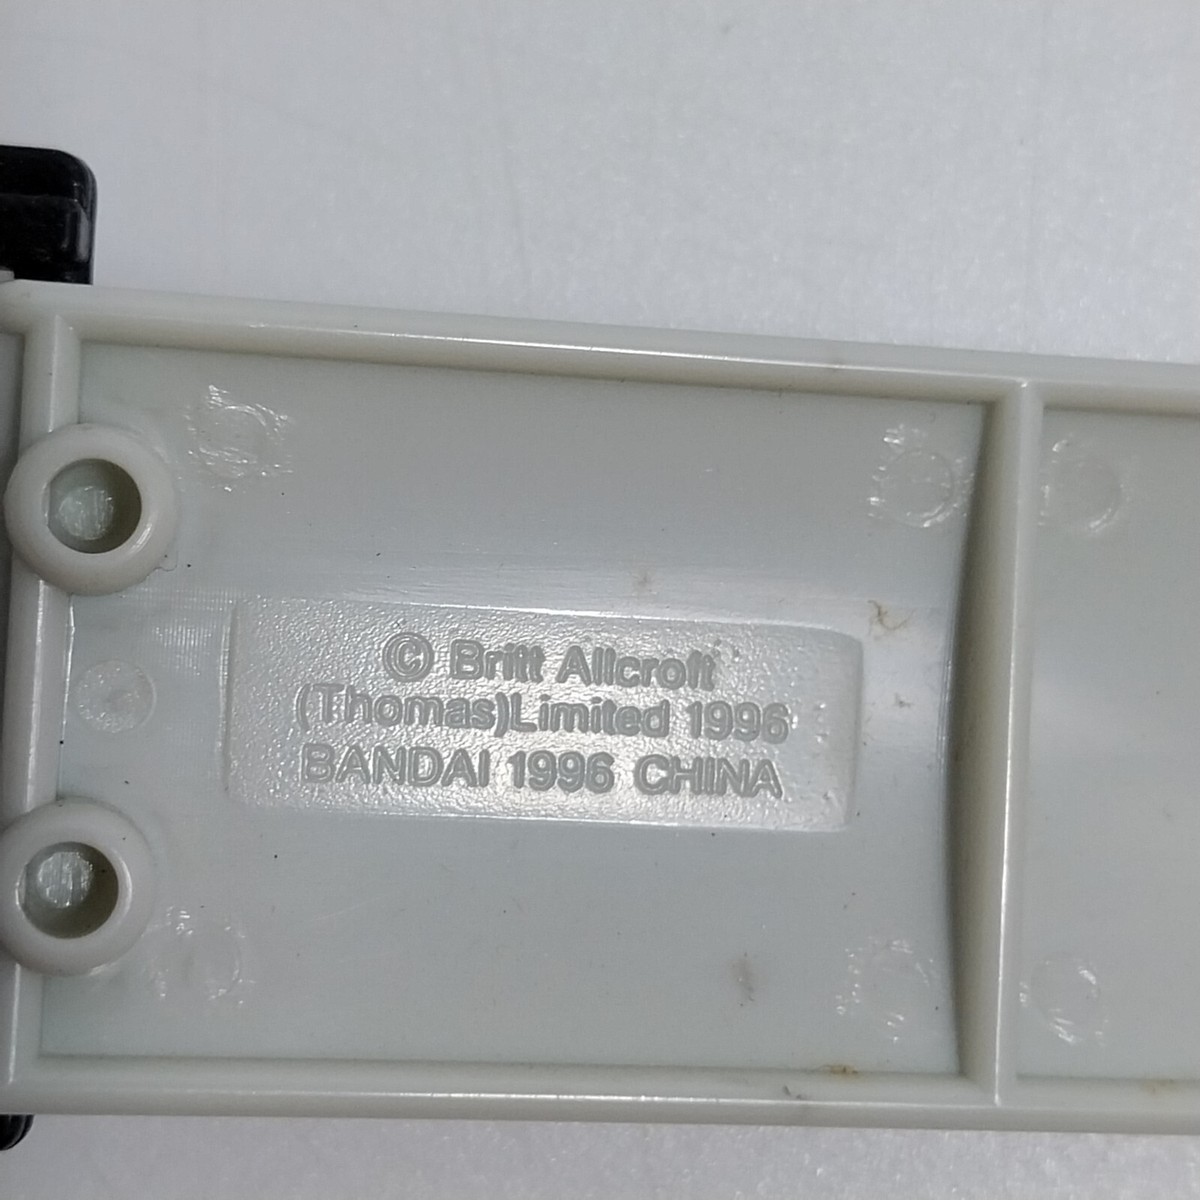 © Britt Allcroft
(Thomas)Limited 1996
BANDAI 1996 CHINA